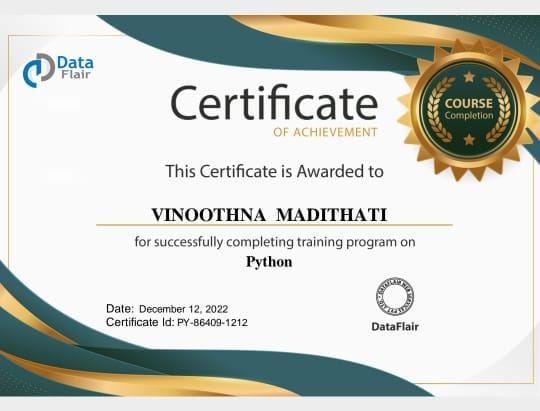 Data
Flair
Certificate
OF ACHIEVEMENT
COURSE
Completion
This Certificate is Awarded to
VINOOTHNA MADITHATI
for successfully completing training program on
Python
Date: December 12, 2022
Certificate Id: PY-86409-1212
DataFlair